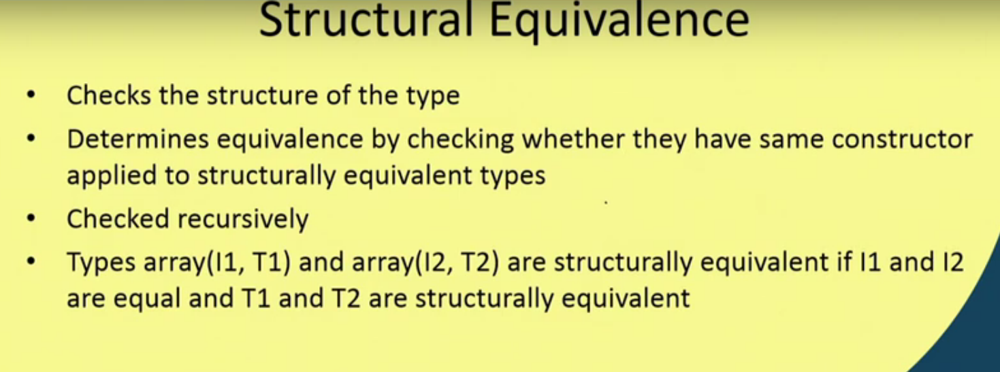 Structural Equivalence
• Checks the structure of the type
• Determines equivalence by checking whether they have same constructor
applied to structurally equivalent types
• Checked recursively
• Types array(I1, T1) and array(I2, T2) are structurally equivalent if I1 and I2
are equal and T1 and T2 are structurally equivalent